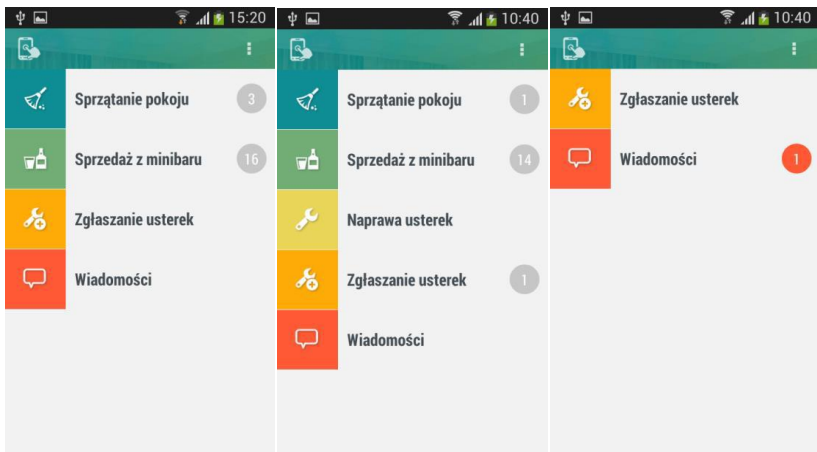 15:20
Sprzątanie pokoju 3
Sprzedaż z minibaru 16
Zgłaszanie usterek
Wiadomości
10:40
Sprzątanie pokoju 1
Sprzedaż z minibaru 14
Naprawa usterek
Zgłaszanie usterek 1
Wiadomości
10:40
Zgłaszanie usterek
Wiadomości 1